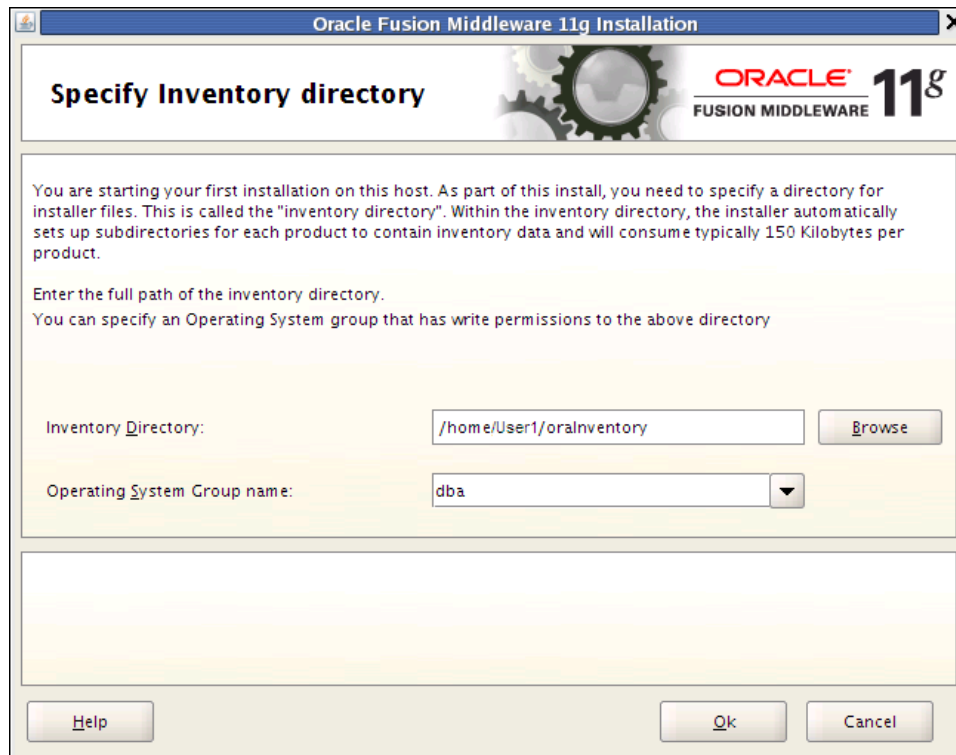 Oracle Fusion Middleware 11g Installation
Specify Inventory directory
ORACLE
FUSION MIDDLEWARE
11g
You are starting your first installation on this host. As part of this install, you need to specify a directory for
installer files. This is called the "inventory directory". Within the inventory directory, the installer automatically
sets up subdirectories for each product to contain inventory data and will consume typically 150 Kilobytes per
product.
Enter the full path of the inventory directory.
You can specify an Operating System group that has write permissions to the above directory
Inventory Directory:
/home/User1/oraInventory
Browse
Operating System Group name:
dba
Help
Ok
Cancel